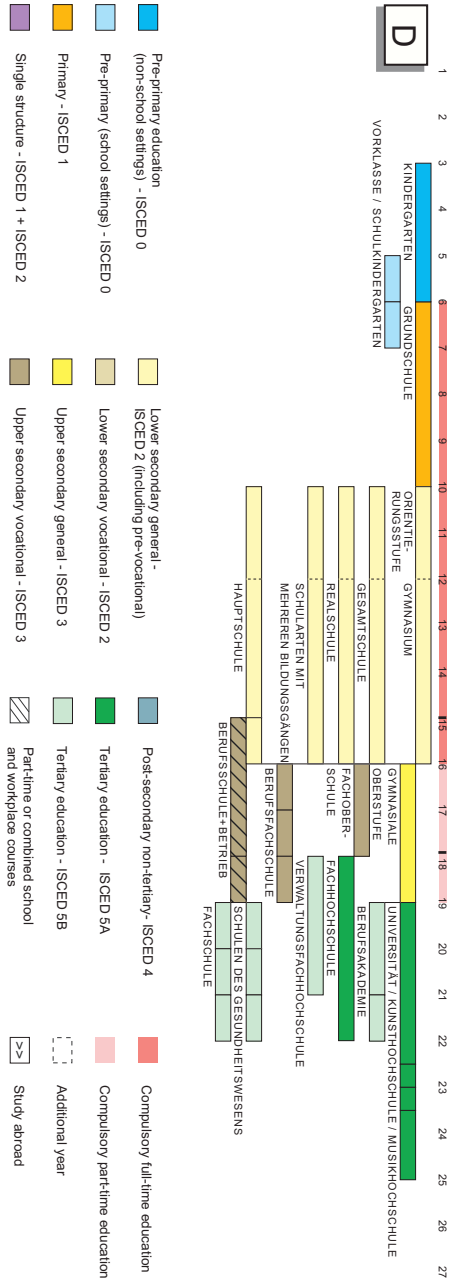 D
1 2 3 4 5 6 7 8 9 10 11 12 13 14 15 16 17 18 19 20 21 22 23 24 25 26 27
KINDERGARTEN
GRUNDSCHULE
ORIENTIE-
RUNGSSTUFE
GYMNASIUM
GYMNASIALE
OBERSTUFE
UNIVERSITÄT / KUNSTHOCHSCHULE / MUSIKHOCHSCHULE
VORKLASSE / SCHULKINDERGARTEN
GESAMTSCHULE
BERUFSAKADEMIE
REALSCHULE
FACHOBER-
SCHULE
FACHHOCHSCHULE
SCHULARTEN MIT
MEHREREN BILDUNGSGÄNGEN
BERUFSFACHSCHULE
VERWALTUNGSFACHHOCHSCHULE
HAUPTSCHULE
BERUFSSCHULE+BETRIEB
SCHULEN DES GESUNDHEITSWESENS
FACHSCHULE
Pre-primary education
(non-school settings) - ISCED 0
Pre-primary (school settings) - ISCED 0
Primary - ISCED 1
Single structure - ISCED 1 + ISCED 2
Lower secondary general -
ISCED 2 (including pre-vocational)
Lower secondary vocational - ISCED 2
Upper secondary general - ISCED 3
Upper secondary vocational - ISCED 3
Post-secondary non-tertiary- ISCED 4
Tertiary education - ISCED 5A
Tertiary education - ISCED 5B
Part-time or combined school
and workplace courses
Compulsory full-time education
Compulsory part-time education
Additional year
>> Study abroad